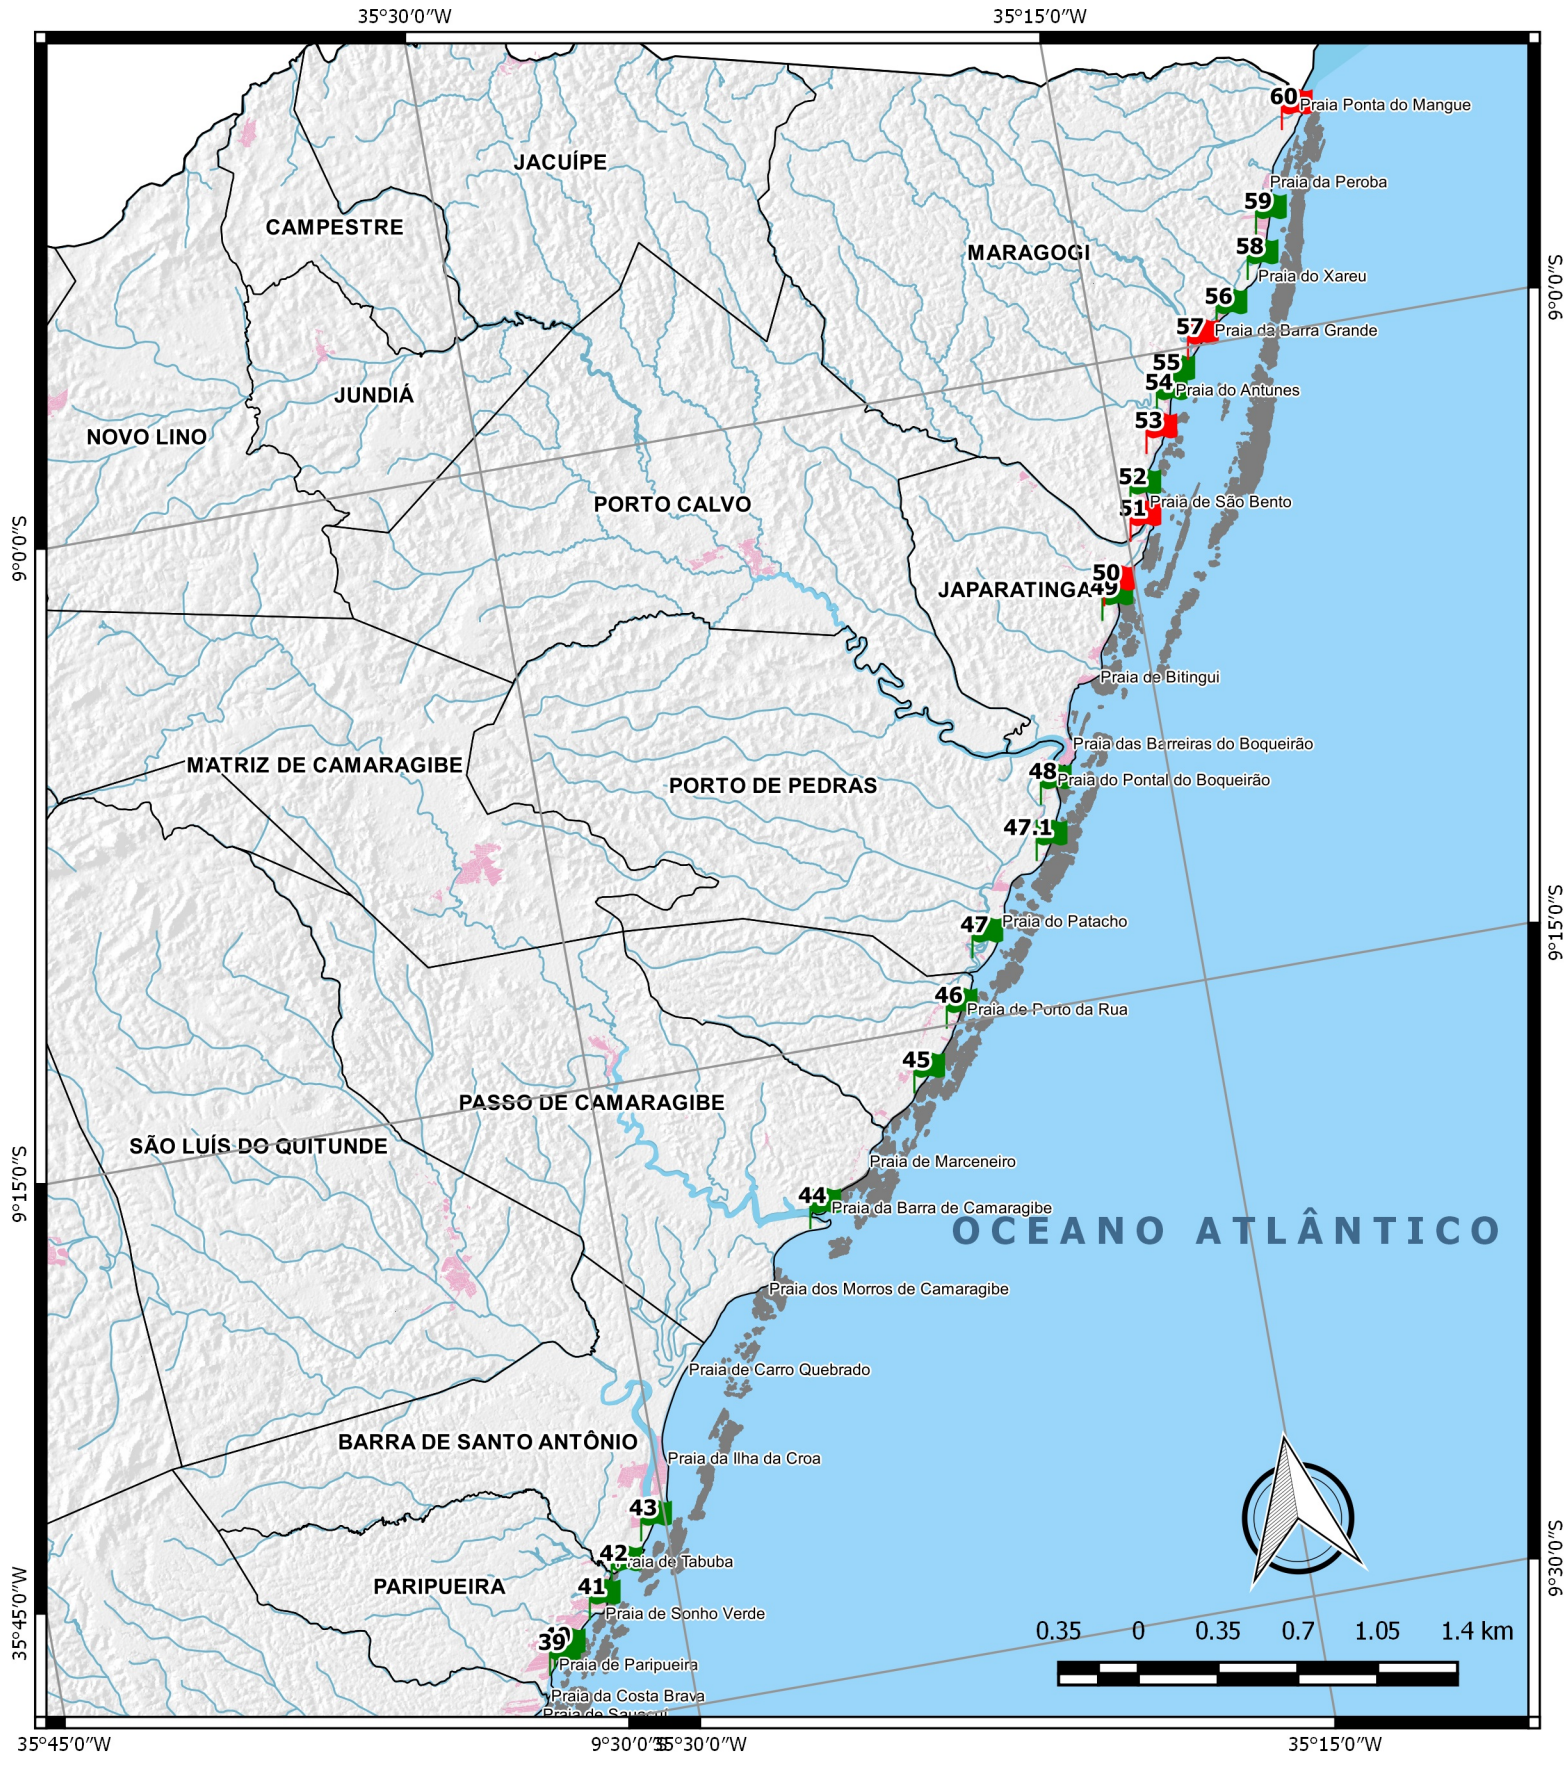 35°30′0″W
35°15′0″W
60
Praia Ponta do Mangue
JACUÍPE
Praia da Peroba
59
CAMPESTRE
58
MARAGOGI
Praia do Xareu
9°0′0″S
56
57
Praia da Barra Grande
55
54
Praia do Antunes
JUNDIÁ
53
NOVO LINO
52
PORTO CALVO
51
Praia de São Bento
9°0′0″S
50
JAPARATINGA
49
Praia de Bitingui
Praia das Barreiras do Boqueirão
MATRIZ DE CAMARAGIBE
48
Praia do Pontal do Boqueirão
PORTO DE PEDRAS
47.1
47
Praia do Patacho
9°15′0″S
46
Praia de Porto da Rua
45
PASSO DE CAMARAGIBE
SÃO LUÍS DO QUITUNDE
Praia de Marceneiro
9°15′0″S
44
Praia da Barra de Camaragibe
OCEANO ATLÂNTICO
Praia dos Morros de Camaragibe
Praia de Carro Quebrado
BARRA DE SANTO ANTÔNIO
Praia da Ilha da Croa
43
42
Praia de Tabuba
9°30′0″S
PARIPUEIRA
41
Praia de Sonho Verde
35°45′0″W
40
39
0.35 0 0.35 0.7 1.05 1.4 km
Praia de Paripueira
Praia da Costa Brava
Praia de Sauaçui
35°45′0″W
9°30′0″S
35°30′0″W
35°15′0″W